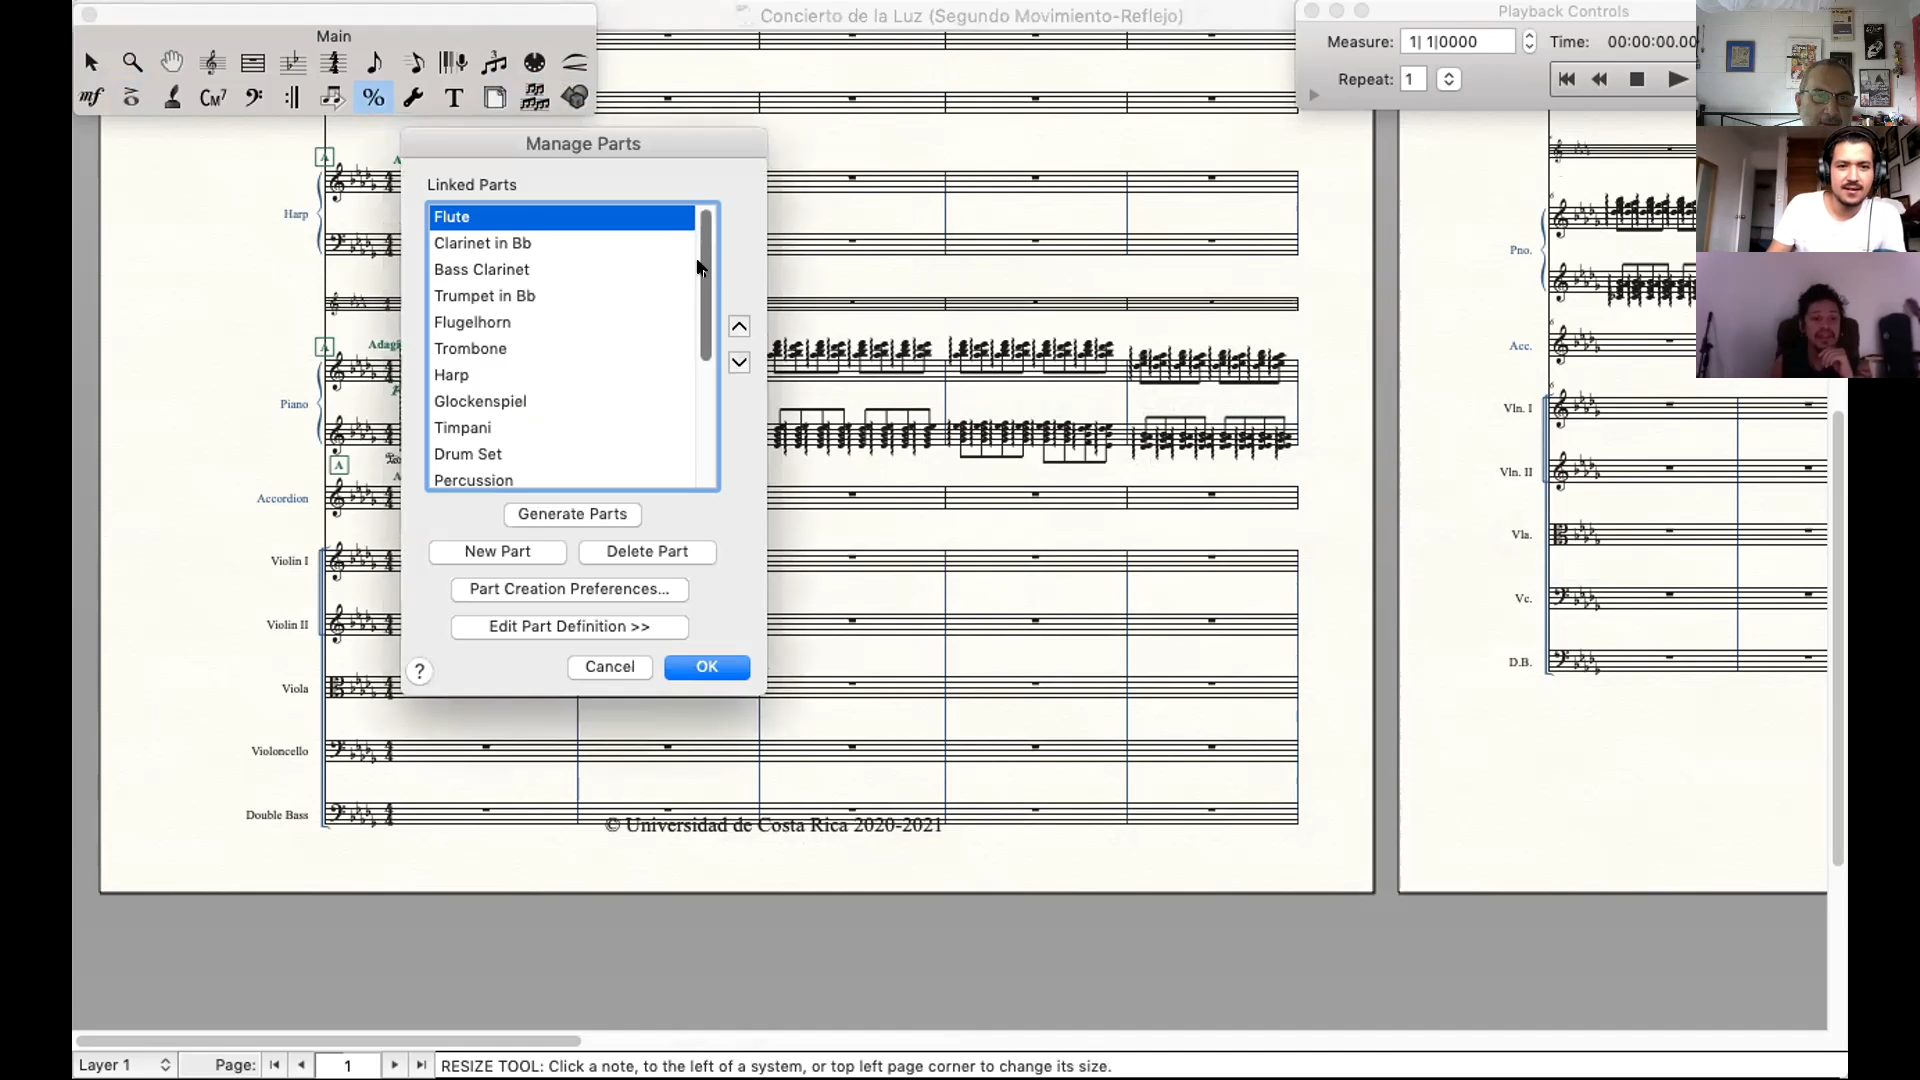 Concierto de la Luz (Segundo Movimiento-Reflejo)
Playback Controls
Main
Measure: 1| 1|0000 Time: 00:00:00.00
Repeat: 1
mf CM7 % T
Manage Parts
Linked Parts
Flute
Clarinet in Bb
Bass Clarinet
Trumpet in Bb
Flugelhorn
Trombone
Harp
Glockenspiel
Timpani
Drum Set
Percussion
Generate Parts
New Part Delete Part
Part Creation Preferences...
Edit Part Definition >>
? Cancel OK
A
Harp
A
Piano
A
Accordion
Violin I
Violin II
Viola
Violoncello
Double Bass
© Universidad de Costa Rica 2020-2021
Pno.
Acc.
Vln. I
Vln. II
Vla.
Vc.
D.B.
Layer 1 Page: 1 RESIZE TOOL: Click a note, to the left of a system, or top left page corner to change its size.